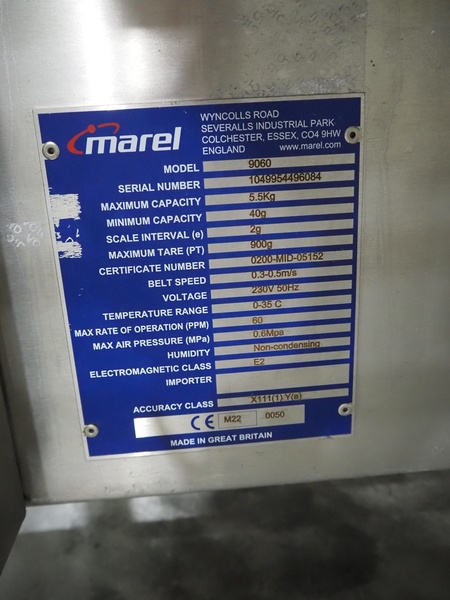 marel
WYNCOLLS ROAD
SEVERALLS INDUSTRIAL PARK
COLCHESTER, ESSEX, CO4 9HW
ENGLAND www.marel.com
MODEL 9060
SERIAL NUMBER 1049954496084
MAXIMUM CAPACITY 5.5Kg
MINIMUM CAPACITY 40g
SCALE INTERVAL (e) 2g
MAXIMUM TARE (PT) 900g
CERTIFICATE NUMBER 0200-MID-05152
BELT SPEED 0.3-0.5m/s
VOLTAGE 230V 50Hz
TEMPERATURE RANGE 0-35 C
MAX RATE OF OPERATION (PPM) 60
MAX AIR PRESSURE (MPa) 0.6Mpa
HUMIDITY Non-condensing
ELECTROMAGNETIC CLASS E2
IMPORTER
ACCURACY CLASS X111(1) Y(a)
CE M22 0050
MADE IN GREAT BRITAIN